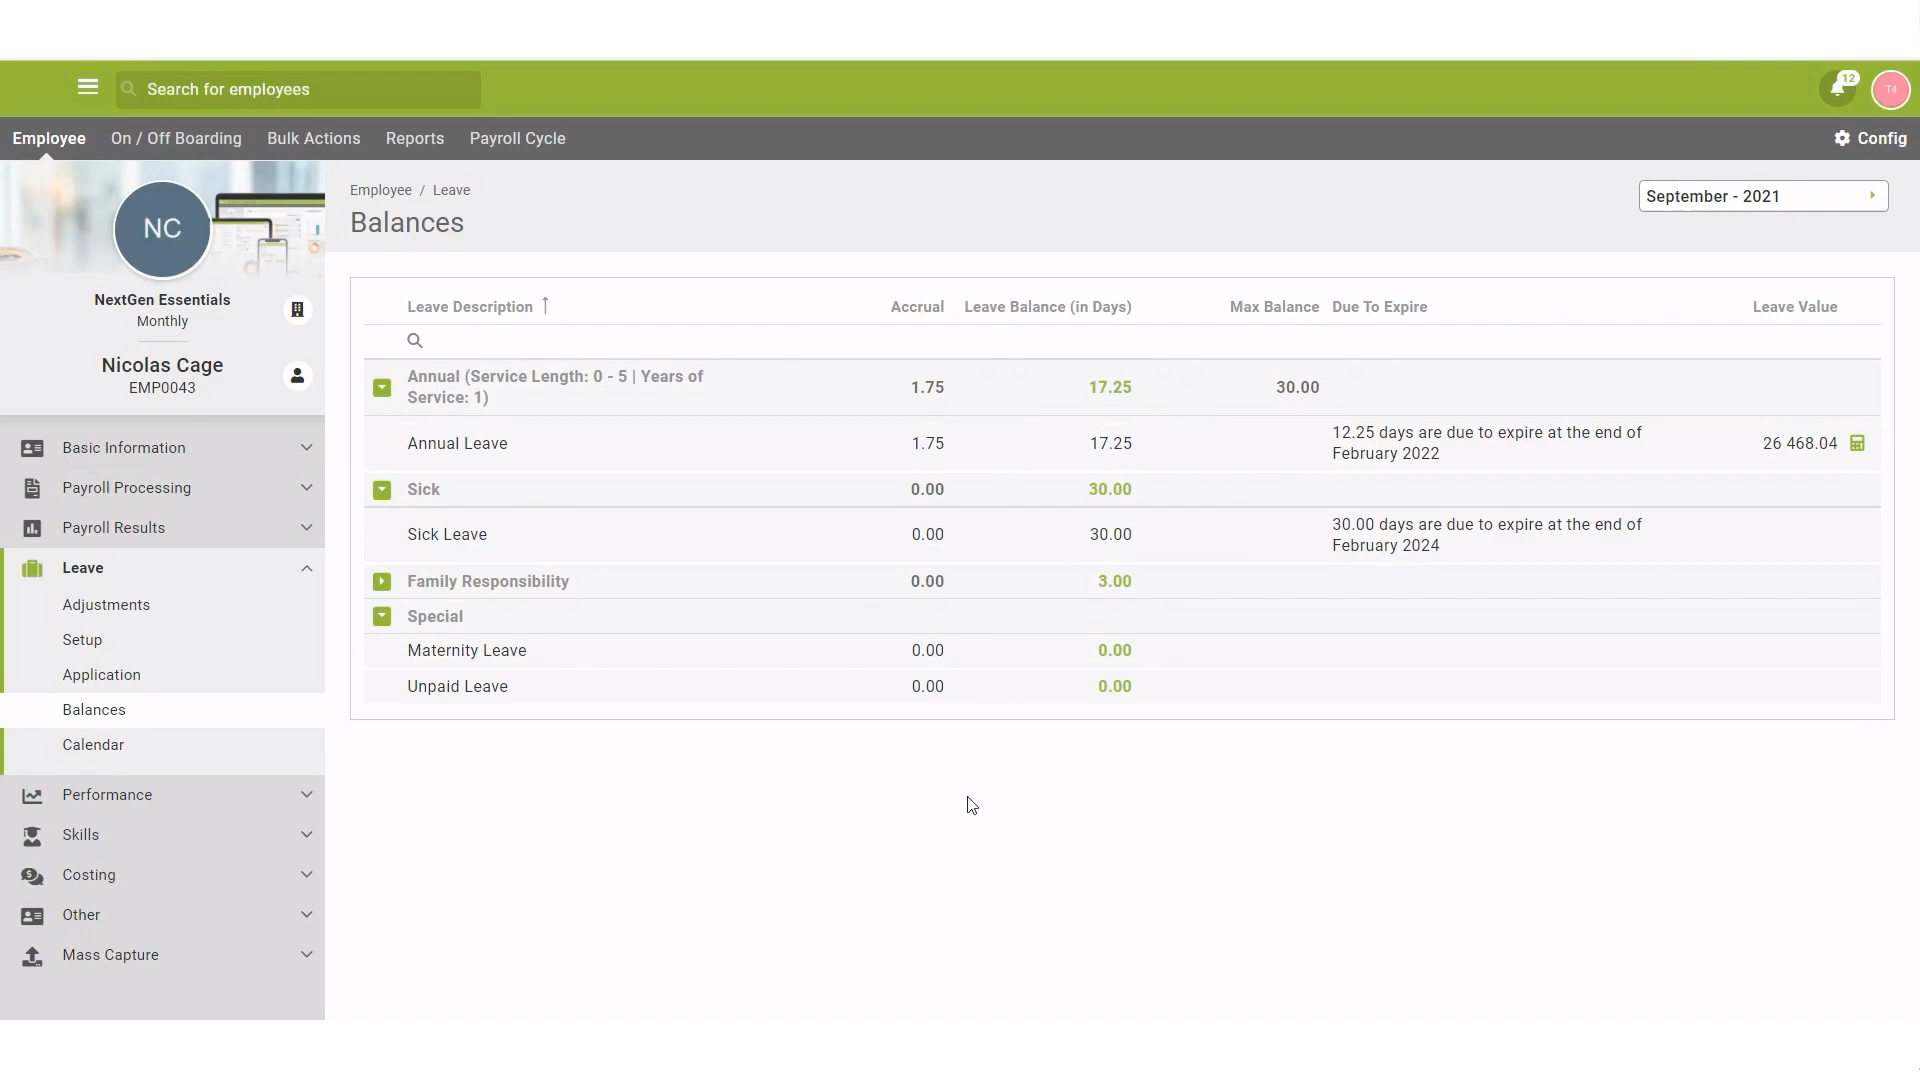 Search for employees
12
T4
Employee On / Off Boarding Bulk Actions Reports Payroll Cycle Config
NC
NextGen Essentials
Monthly
Nicolas Cage
EMP0043
Basic Information
Payroll Processing
Payroll Results
Leave
Adjustments
Setup
Application
Balances
Calendar
Performance
Skills
Costing
Other
Mass Capture
Employee / Leave
Balances
September - 2021
Leave Description Accrual Leave Balance (in Days) Max Balance Due To Expire Leave Value
Annual (Service Length: 0 - 5 | Years of
Service: 1) 1.75 17.25 30.00
Annual Leave 1.75 17.25 12.25 days are due to expire at the end of
February 2022 26 468.04
Sick 0.00 30.00
Sick Leave 0.00 30.00 30.00 days are due to expire at the end of
February 2024
Family Responsibility 0.00 3.00
Special
Maternity Leave 0.00 0.00
Unpaid Leave 0.00 0.00